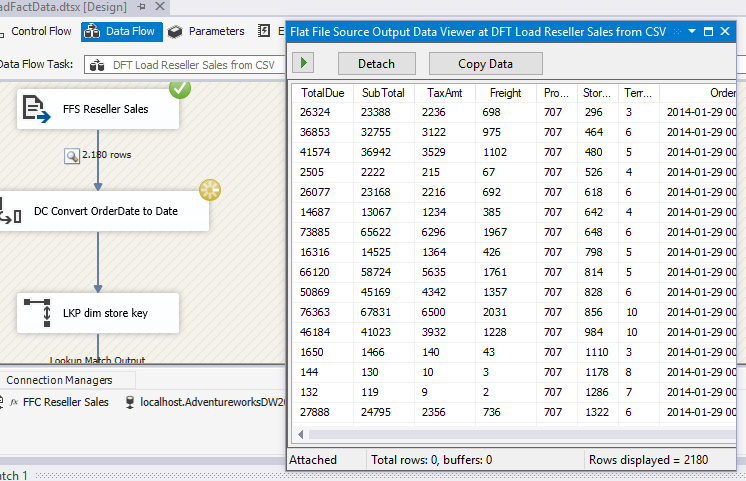 adFactData.dtsx [Design]
Control Flow
Data Flow
Parameters
E
Data Flow Task:
DFT Load Reseller Sales from CSV
FFS Reseller Sales
2.180 rows
DC Convert OrderDate to Date
LKP dim store key
Lookup Match Output
Connection Managers
FFC Reseller Sales
localhost.AdventureworksDW20
atch 1
Flat File Source Output Data Viewer at DFT Load Reseller Sales from CSV
Detach
Copy Data
TotalDue SubTotal TaxAmt Freight Pro... Stor... Terr... Order
26324 23388 2236 698 707 296 3 2014-01-29 00
36853 32755 3122 975 707 464 6 2014-01-29 00
41574 36942 3529 1102 707 480 5 2014-01-29 00
2505 2222 215 67 707 526 4 2014-01-29 00
26077 23168 2216 692 707 618 6 2014-01-29 00
14687 13067 1234 385 707 642 4 2014-01-29 00
73885 65622 6296 1967 707 648 6 2014-01-29 00
16316 14525 1364 426 707 798 5 2014-01-29 00
66120 58724 5635 1761 707 814 5 2014-01-29 00
50869 45169 4342 1357 707 828 6 2014-01-29 00
76363 67831 6500 2031 707 856 10 2014-01-29 00
46184 41023 3932 1228 707 984 10 2014-01-29 00
1650 1466 140 43 707 1110 3 2014-01-29 00
144 130 10 3 707 1178 8 2014-01-29 00
132 119 9 2 707 1286 7 2014-01-29 00
27888 24795 2356 736 707 1322 6 2014-01-29 00
Attached
Total rows: 0, buffers: 0
Rows displayed = 2180